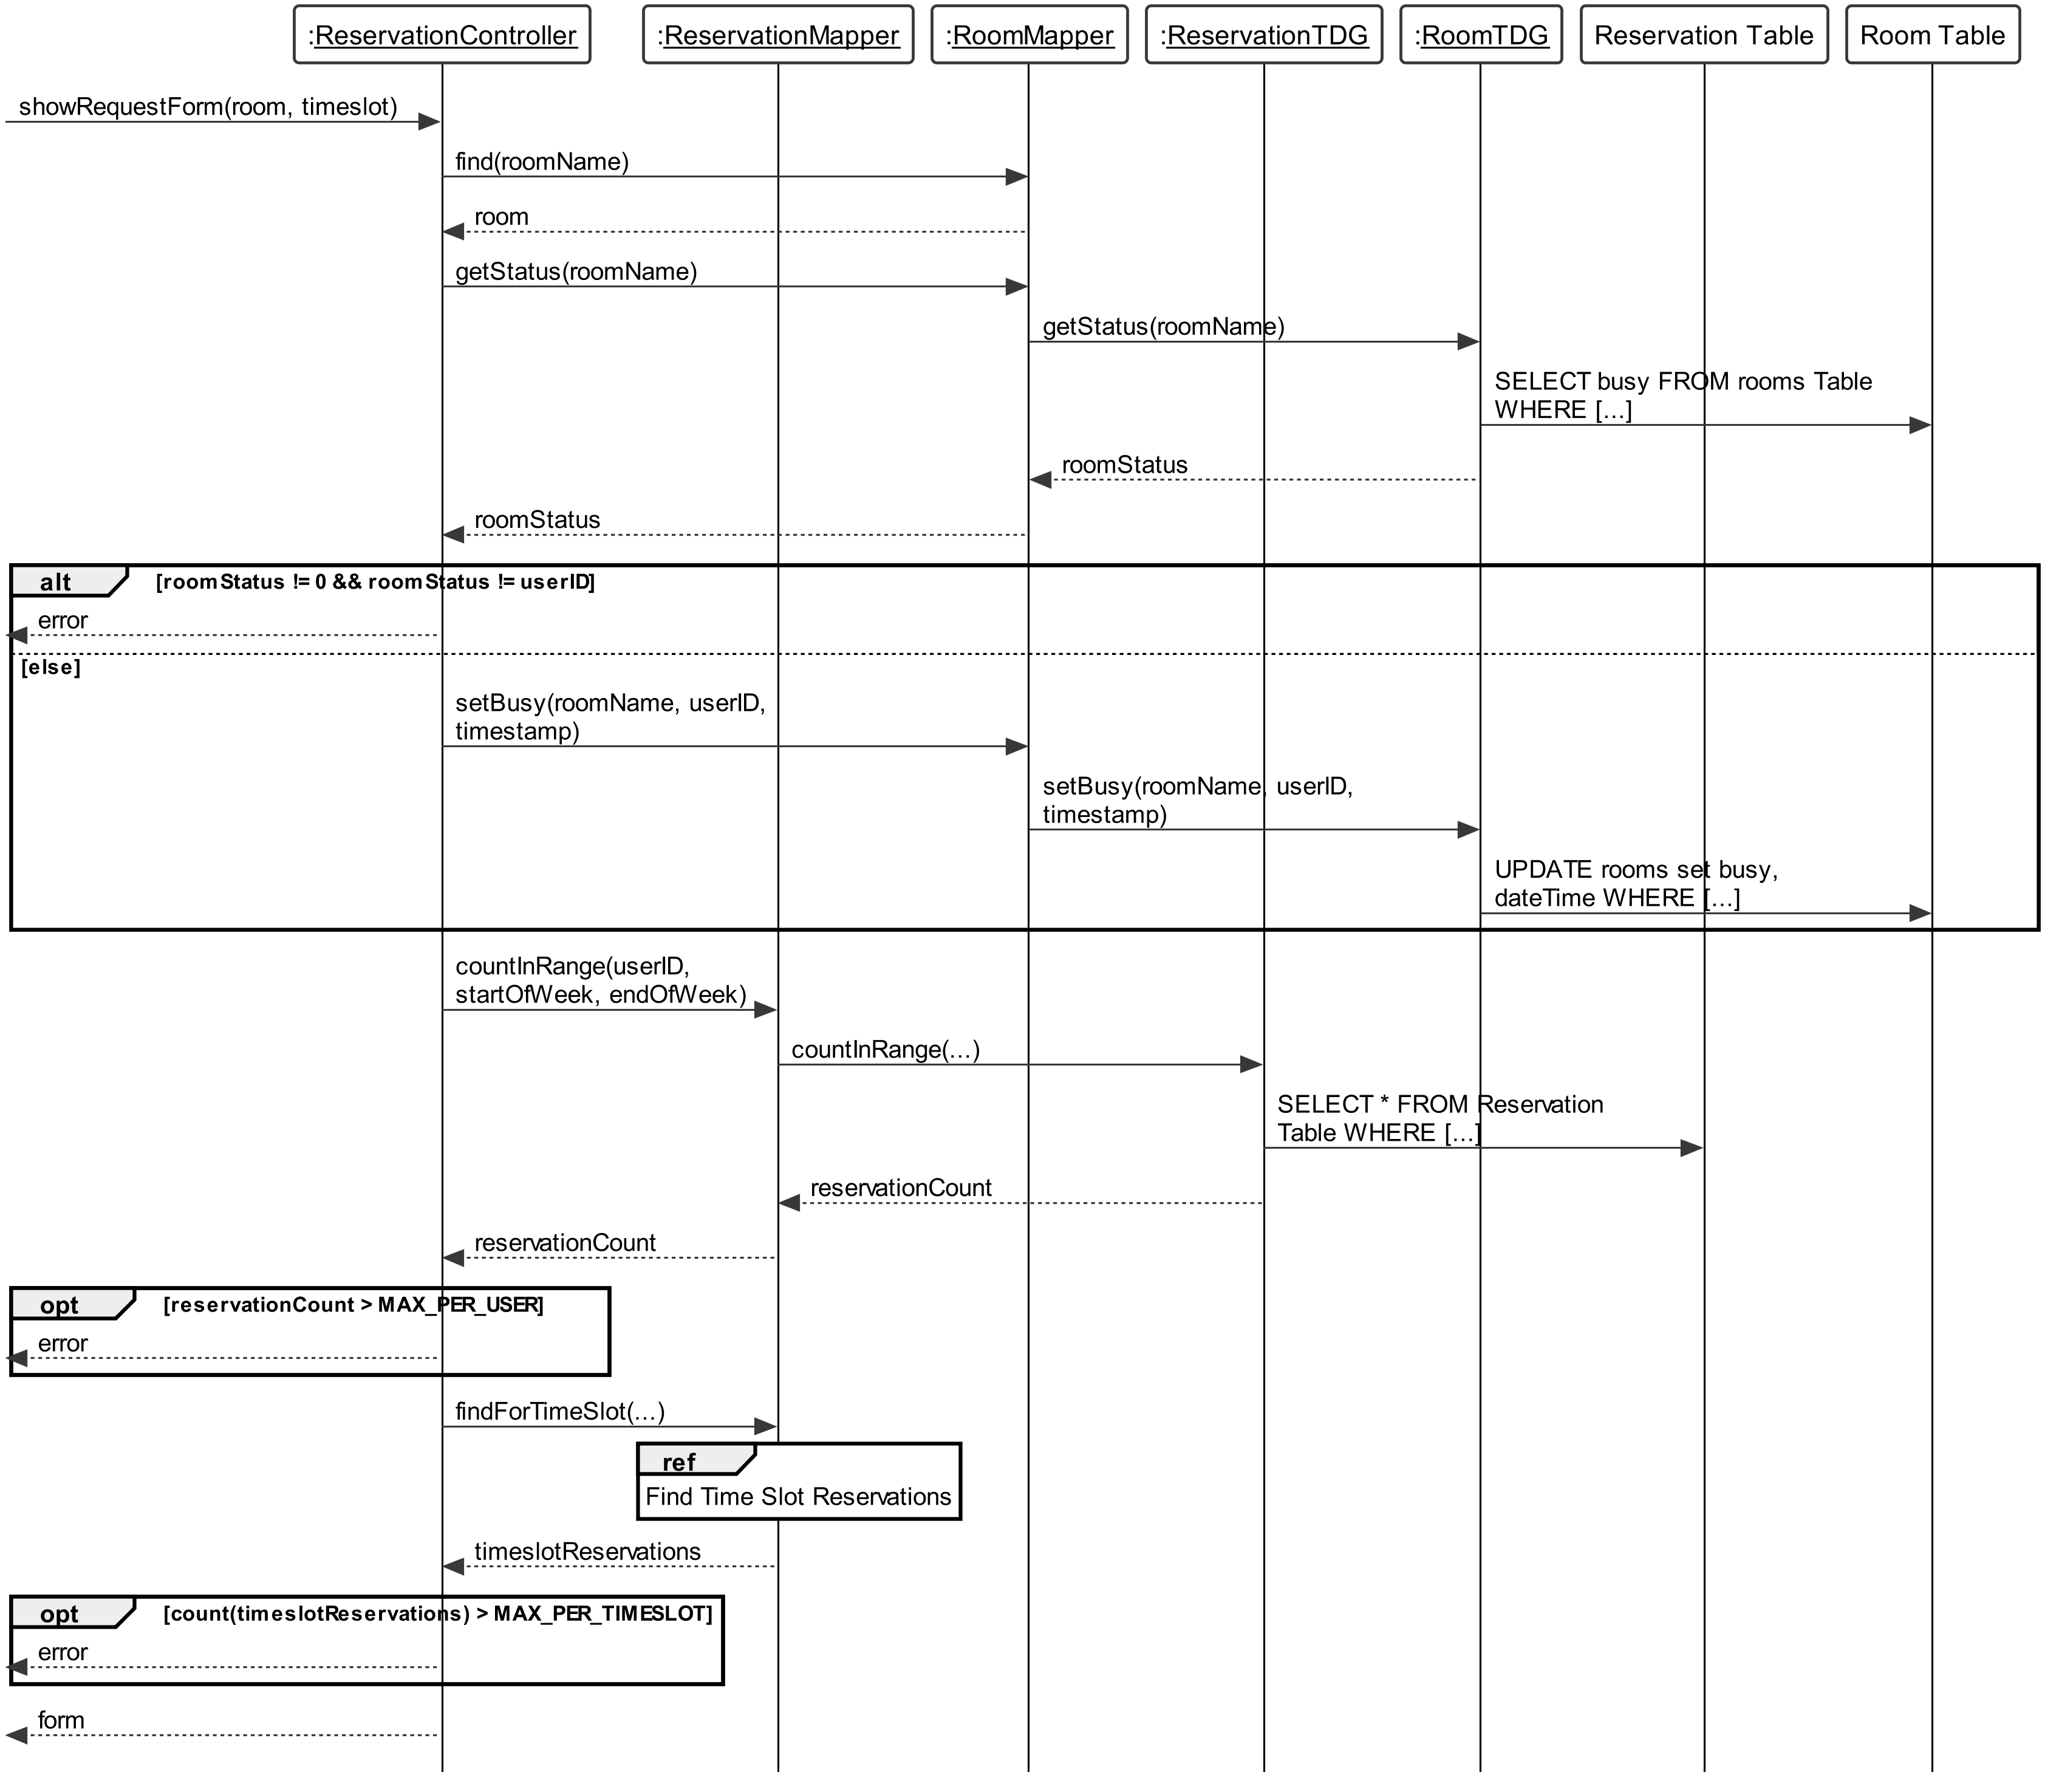 :ReservationController
:ReservationMapper
:RoomMapper
:ReservationTDG
:RoomTDG
Reservation Table
Room Table
showRequestForm(room, timeslot)
find(roomName)
room
getStatus(roomName)
getStatus(roomName)
SELECT busy FROM rooms Table
WHERE [...]
roomStatus
roomStatus
alt
[roomStatus != 0 && roomStatus != userID]
error
[else]
setBusy(roomName, userID,
timestamp)
setBusy(roomName, userID,
timestamp)
UPDATE rooms set busy,
dateTime WHERE [...]
countInRange(userID,
startOfWeek, endOfWeek)
countInRange(...)
SELECT * FROM Reservation
Table WHERE [...]
reservationCount
reservationCount
opt
[reservationCount > MAX_PER_USER]
error
findForTimeSlot(...)
ref
Find Time Slot Reservations
timeslotReservations
opt
[count(timeslotReservations) > MAX_PER_TIMESLOT]
error
form